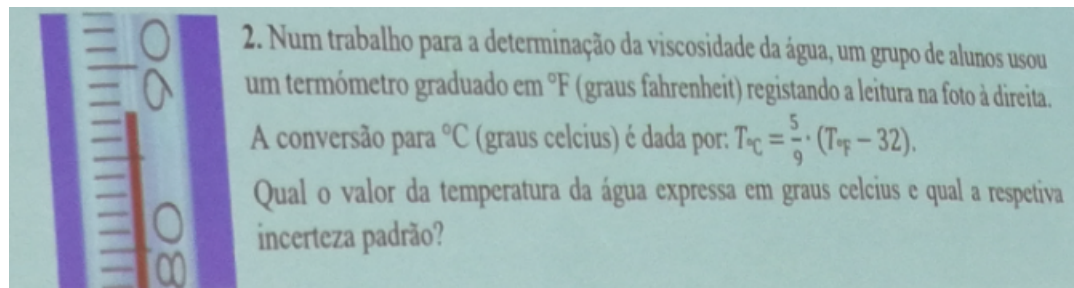 90
80
2. Num trabalho para a determinação da viscosidade da água, um grupo de alunos usou
um termómetro graduado em °F (graus fahrenheit) registando a leitura na foto à direita.
A conversão para °C (graus celcius) é dada por: T°C = 5/9 · (T°F − 32).
Qual o valor da temperatura da água expressa em graus celcius e qual a respetiva
incerteza padrão?